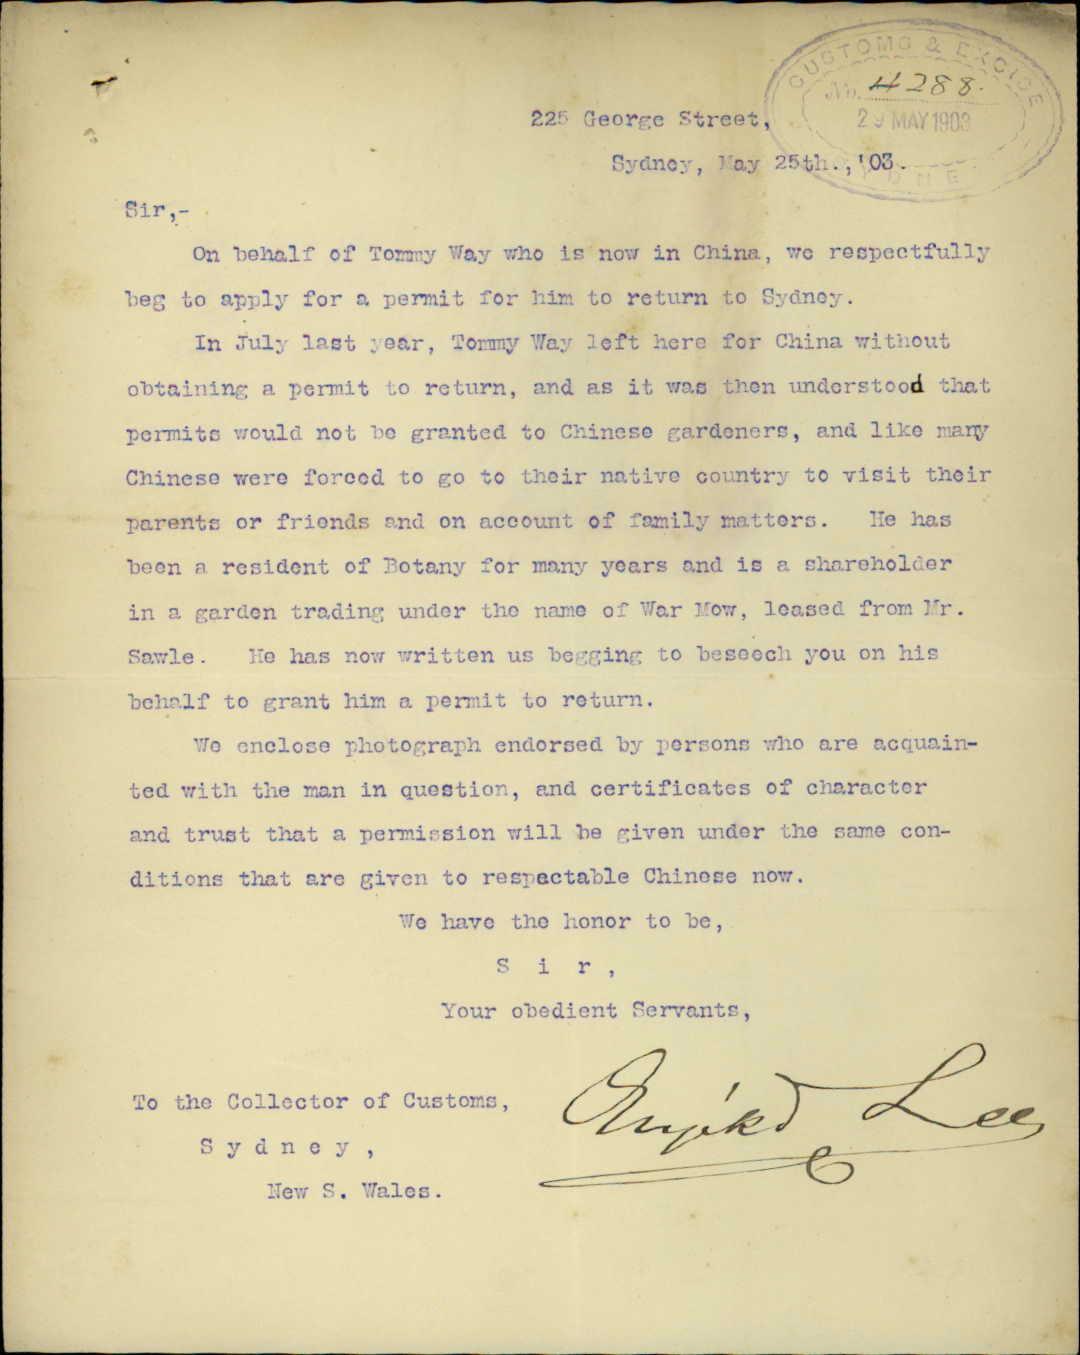 CUSTOMS & EXCISE
No. 4288.
29 MAY 1903
SYDNEY
225 George Street,
Sydney, May 25th., '03.
Sir,-
On behalf of Tommy Way who is now in China, we respectfully
beg to apply for a permit for him to return to Sydney.
In July last year, Tommy Way left here for China without
obtaining a permit to return, and as it was then understood that
permits would not be granted to Chinese gardeners, and like many
Chinese were forced to go to their native country to visit their
parents or friends and on account of family matters. He has
been a resident of Botany for many years and is a shareholder
in a garden trading under the name of War Mow, leased from Mr.
Sawle. He has now written us begging to beseech you on his
behalf to grant him a permit to return.
We enclose photograph endorsed by persons who are acquain-
ted with the man in question, and certificates of character
and trust that a permission will be given under the same con-
ditions that are given to respectable Chinese now.
We have the honor to be,
S i r ,
Your obedient Servants,
To the Collector of Customs,
S y d n e y ,
New S. Wales.
Lee